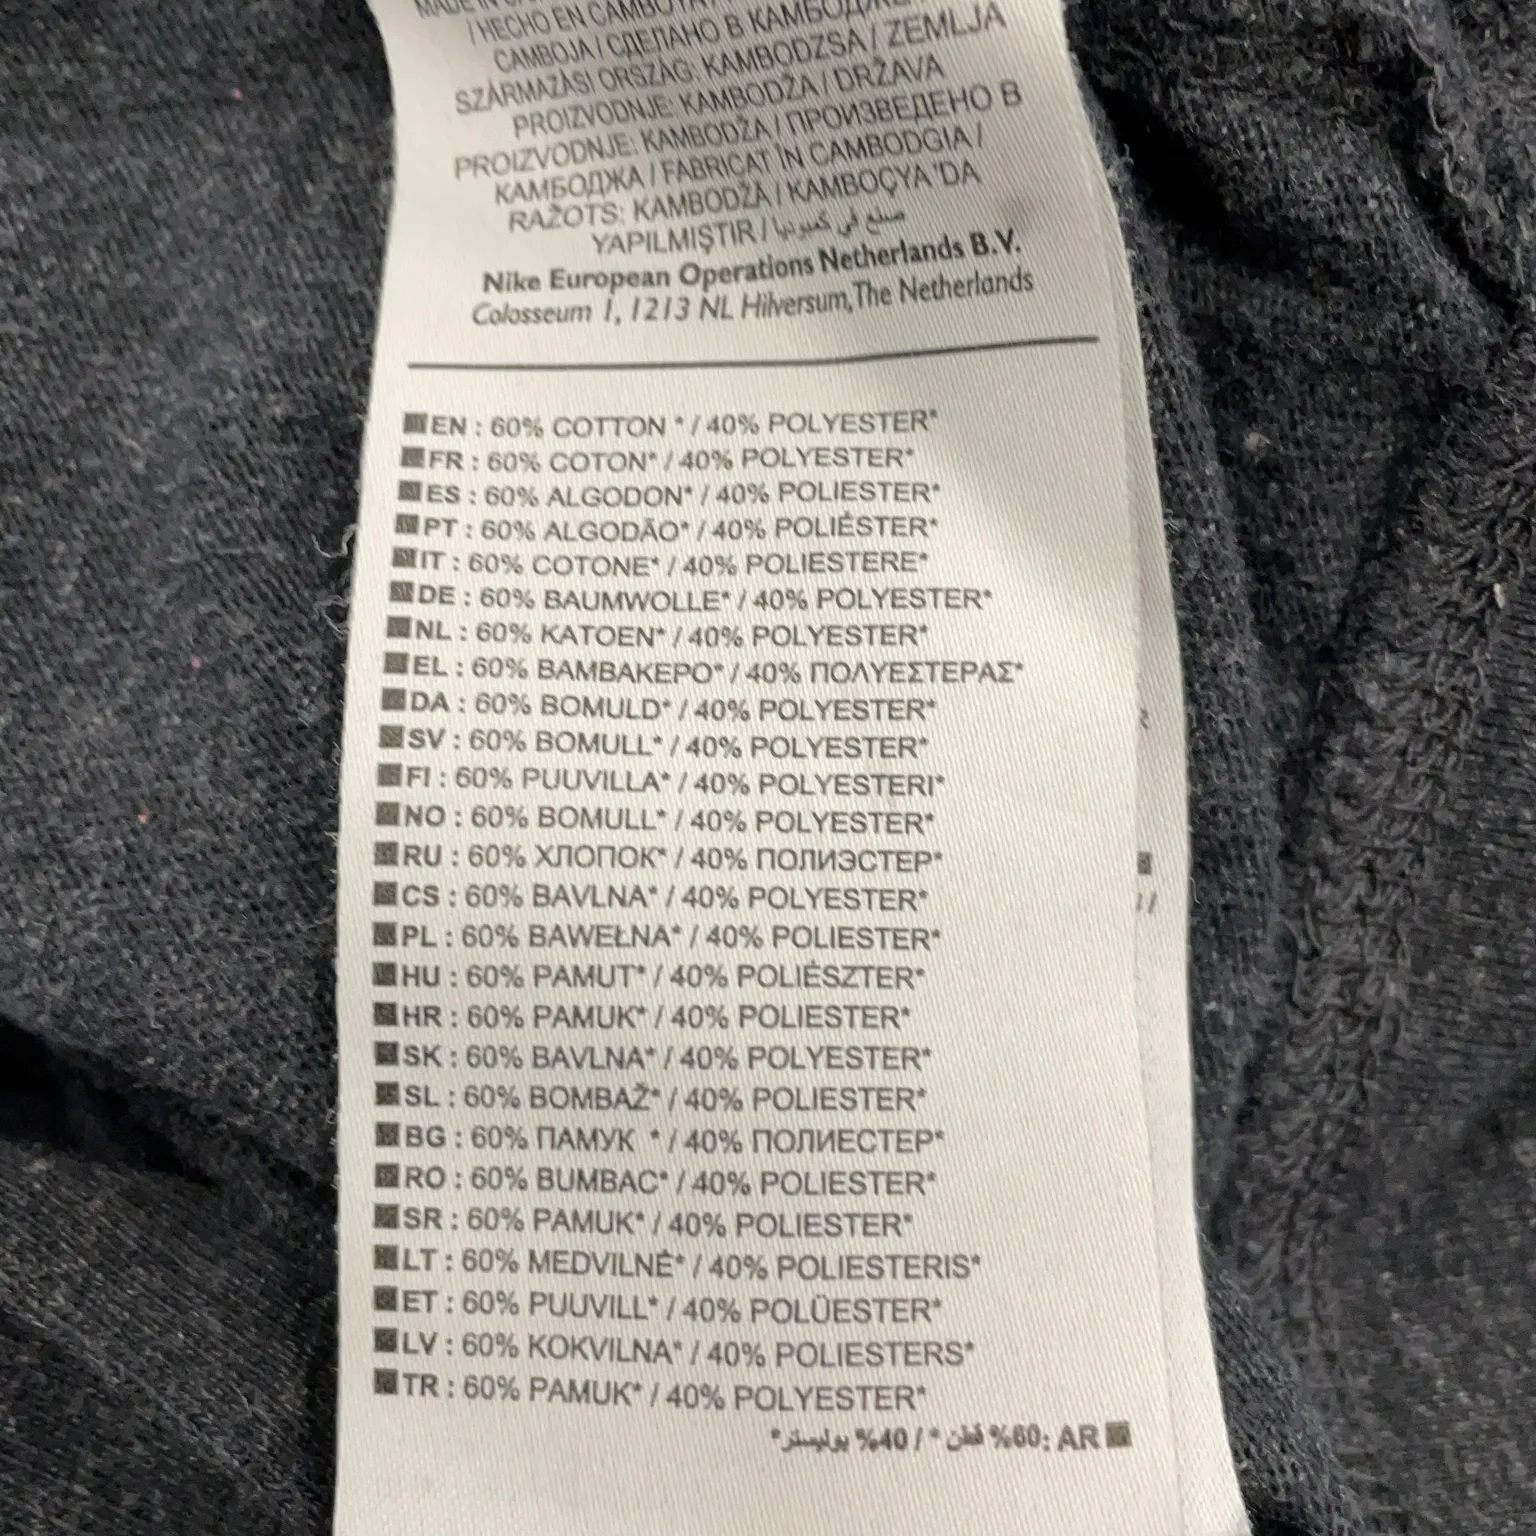 MADE IN
/ HECHO EN CAMBOYA /
CAMBOJA / СДЕЛАНО В КАМБОДЖЕ
SZÁRMAZÁSI ORSZÁG: KAMBODZSA / ZEMLJA
PROIZVODNJE: KAMBODŽA / DRŽAVA
PROIZVODNJE: KAMBODŽA / ПРОИЗВЕДЕНО В
КАМБОДЖА / FABRICAT ÎN CAMBODGIA /
RAŽOTS: KAMBODŽĀ / KAMBOÇYA 'DA
YAPILMIŞTIR / صنع في كمبوديا
Nike European Operations Netherlands B.V.
Colosseum 1, 1213 NL Hilversum, The Netherlands
EN : 60% COTTON * / 40% POLYESTER*
FR : 60% COTON* / 40% POLYESTER*
ES : 60% ALGODON* / 40% POLIESTER*
PT : 60% ALGODÃO* / 40% POLIÉSTER*
IT : 60% COTONE* / 40% POLIESTERE*
DE : 60% BAUMWOLLE* / 40% POLYESTER*
NL : 60% KATOEN* / 40% POLYESTER*
EL : 60% ΒΑΜΒΑΚΕΡΟ* / 40% ΠΟΛΥΕΣΤΕΡΑΣ*
DA : 60% BOMULD* / 40% POLYESTER*
SV : 60% BOMULL* / 40% POLYESTER*
FI : 60% PUUVILLA* / 40% POLYESTERI*
NO : 60% BOMULL* / 40% POLYESTER*
RU : 60% ХЛОПОК* / 40% ПОЛИЭСТЕР*
CS : 60% BAVLNA* / 40% POLYESTER*
PL : 60% BAWEŁNA* / 40% POLIESTER*
HU : 60% PAMUT* / 40% POLIÉSZTER*
HR : 60% PAMUK* / 40% POLIESTER*
SK : 60% BAVLNA* / 40% POLYESTER*
SL : 60% BOMBAŽ* / 40% POLIESTER*
BG : 60% ПАМУК * / 40% ПОЛИЕСТЕР*
RO : 60% BUMBAC* / 40% POLIESTER*
SR : 60% PAMUK* / 40% POLIESTER*
LT : 60% MEDVILNĖ* / 40% POLIESTERIS*
ET : 60% PUUVILL* / 40% POLÜESTER*
LV : 60% KOKVILNA* / 40% POLIESTERS*
TR : 60% PAMUK* / 40% POLYESTER*
AR :60% قطن * / 40% بوليستر*